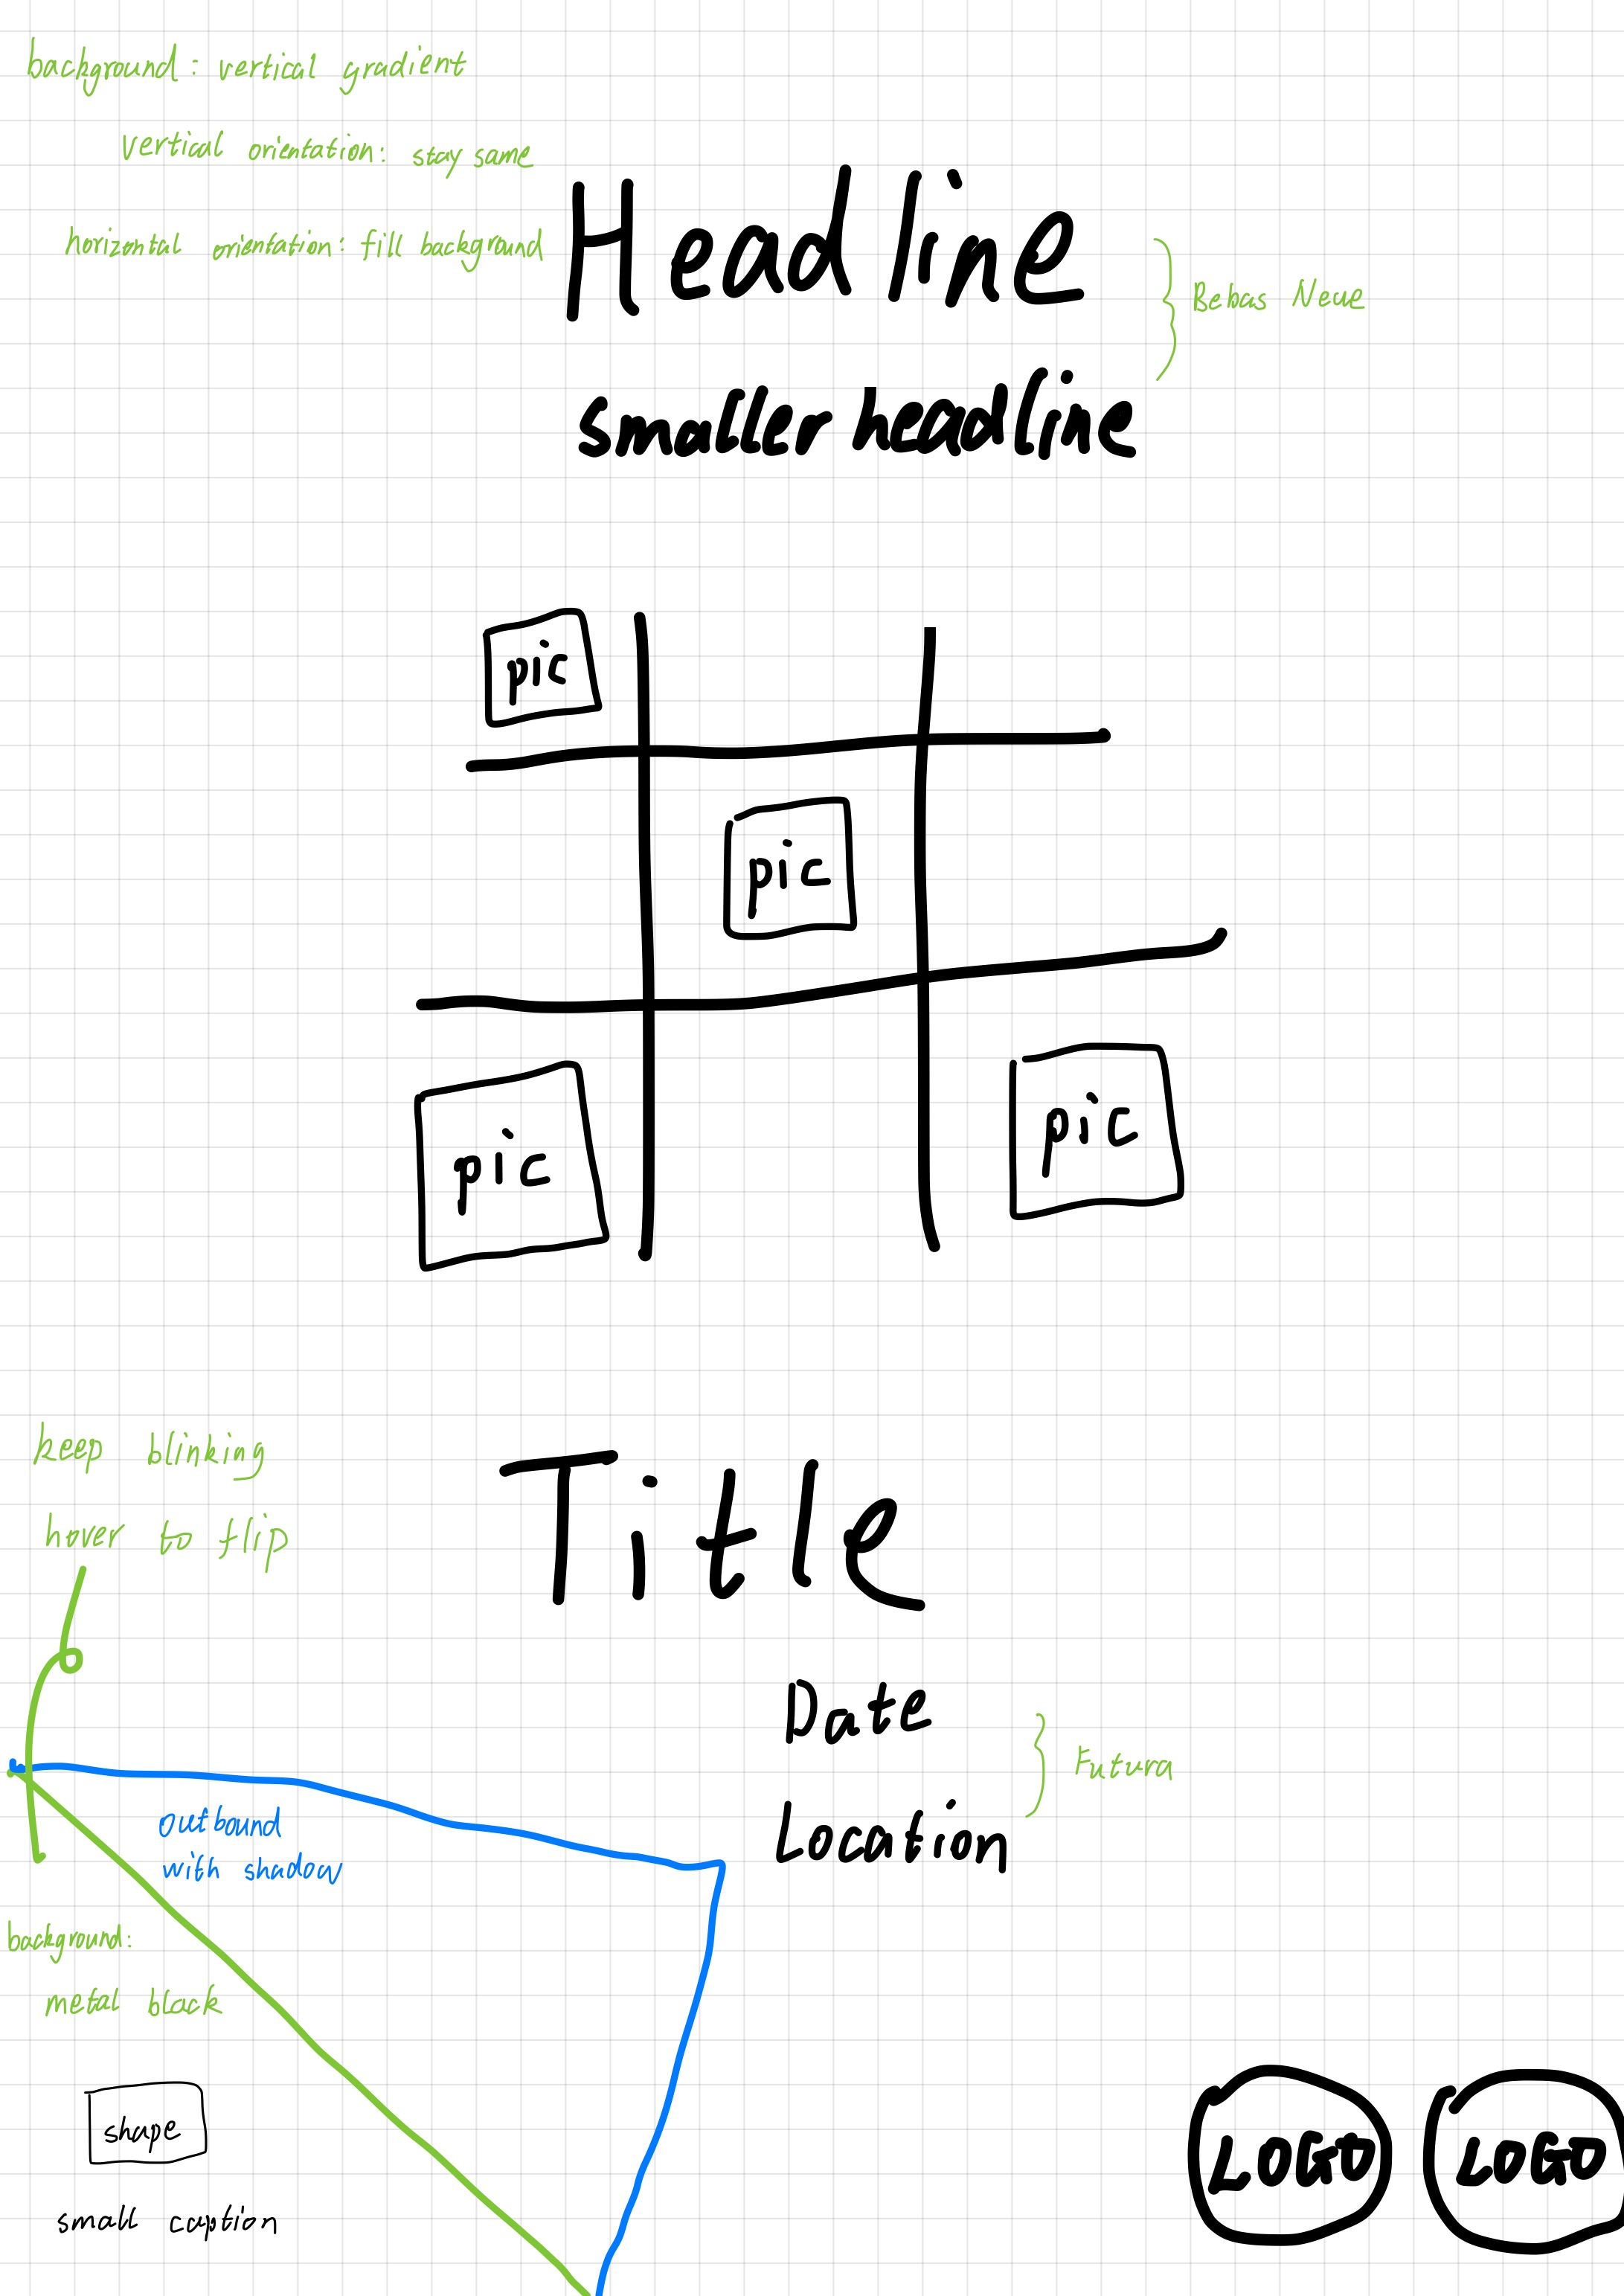 background: vertical gradient
vertical orientation: stay same
horizontal orientation: fill background
Headline
smaller headline
Bebas Neue
pic
pic
pic
pic
keep blinking
hover to flip
Title
Date
Location
Futura
outbound
with shadow
background:
metal black
shape
small caption
LOGO
LOGO